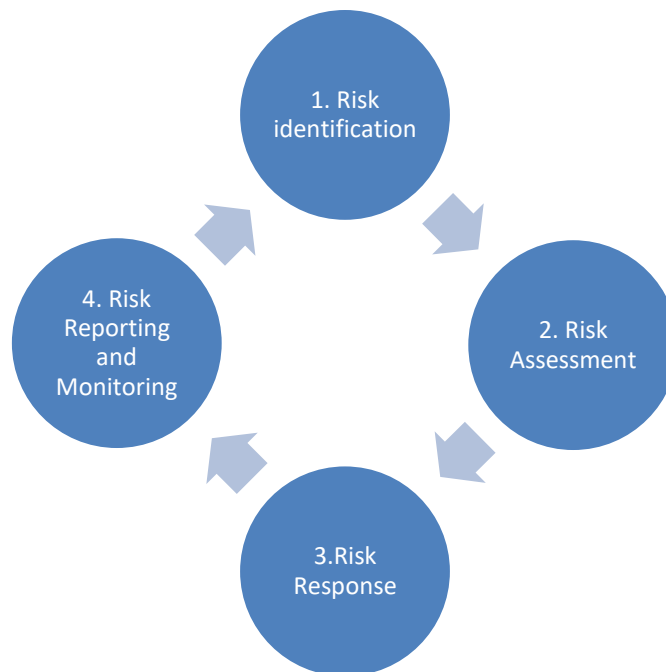 1. Risk
identification
2. Risk
Assessment
3.Risk
Response
4. Risk
Reporting
and
Monitoring